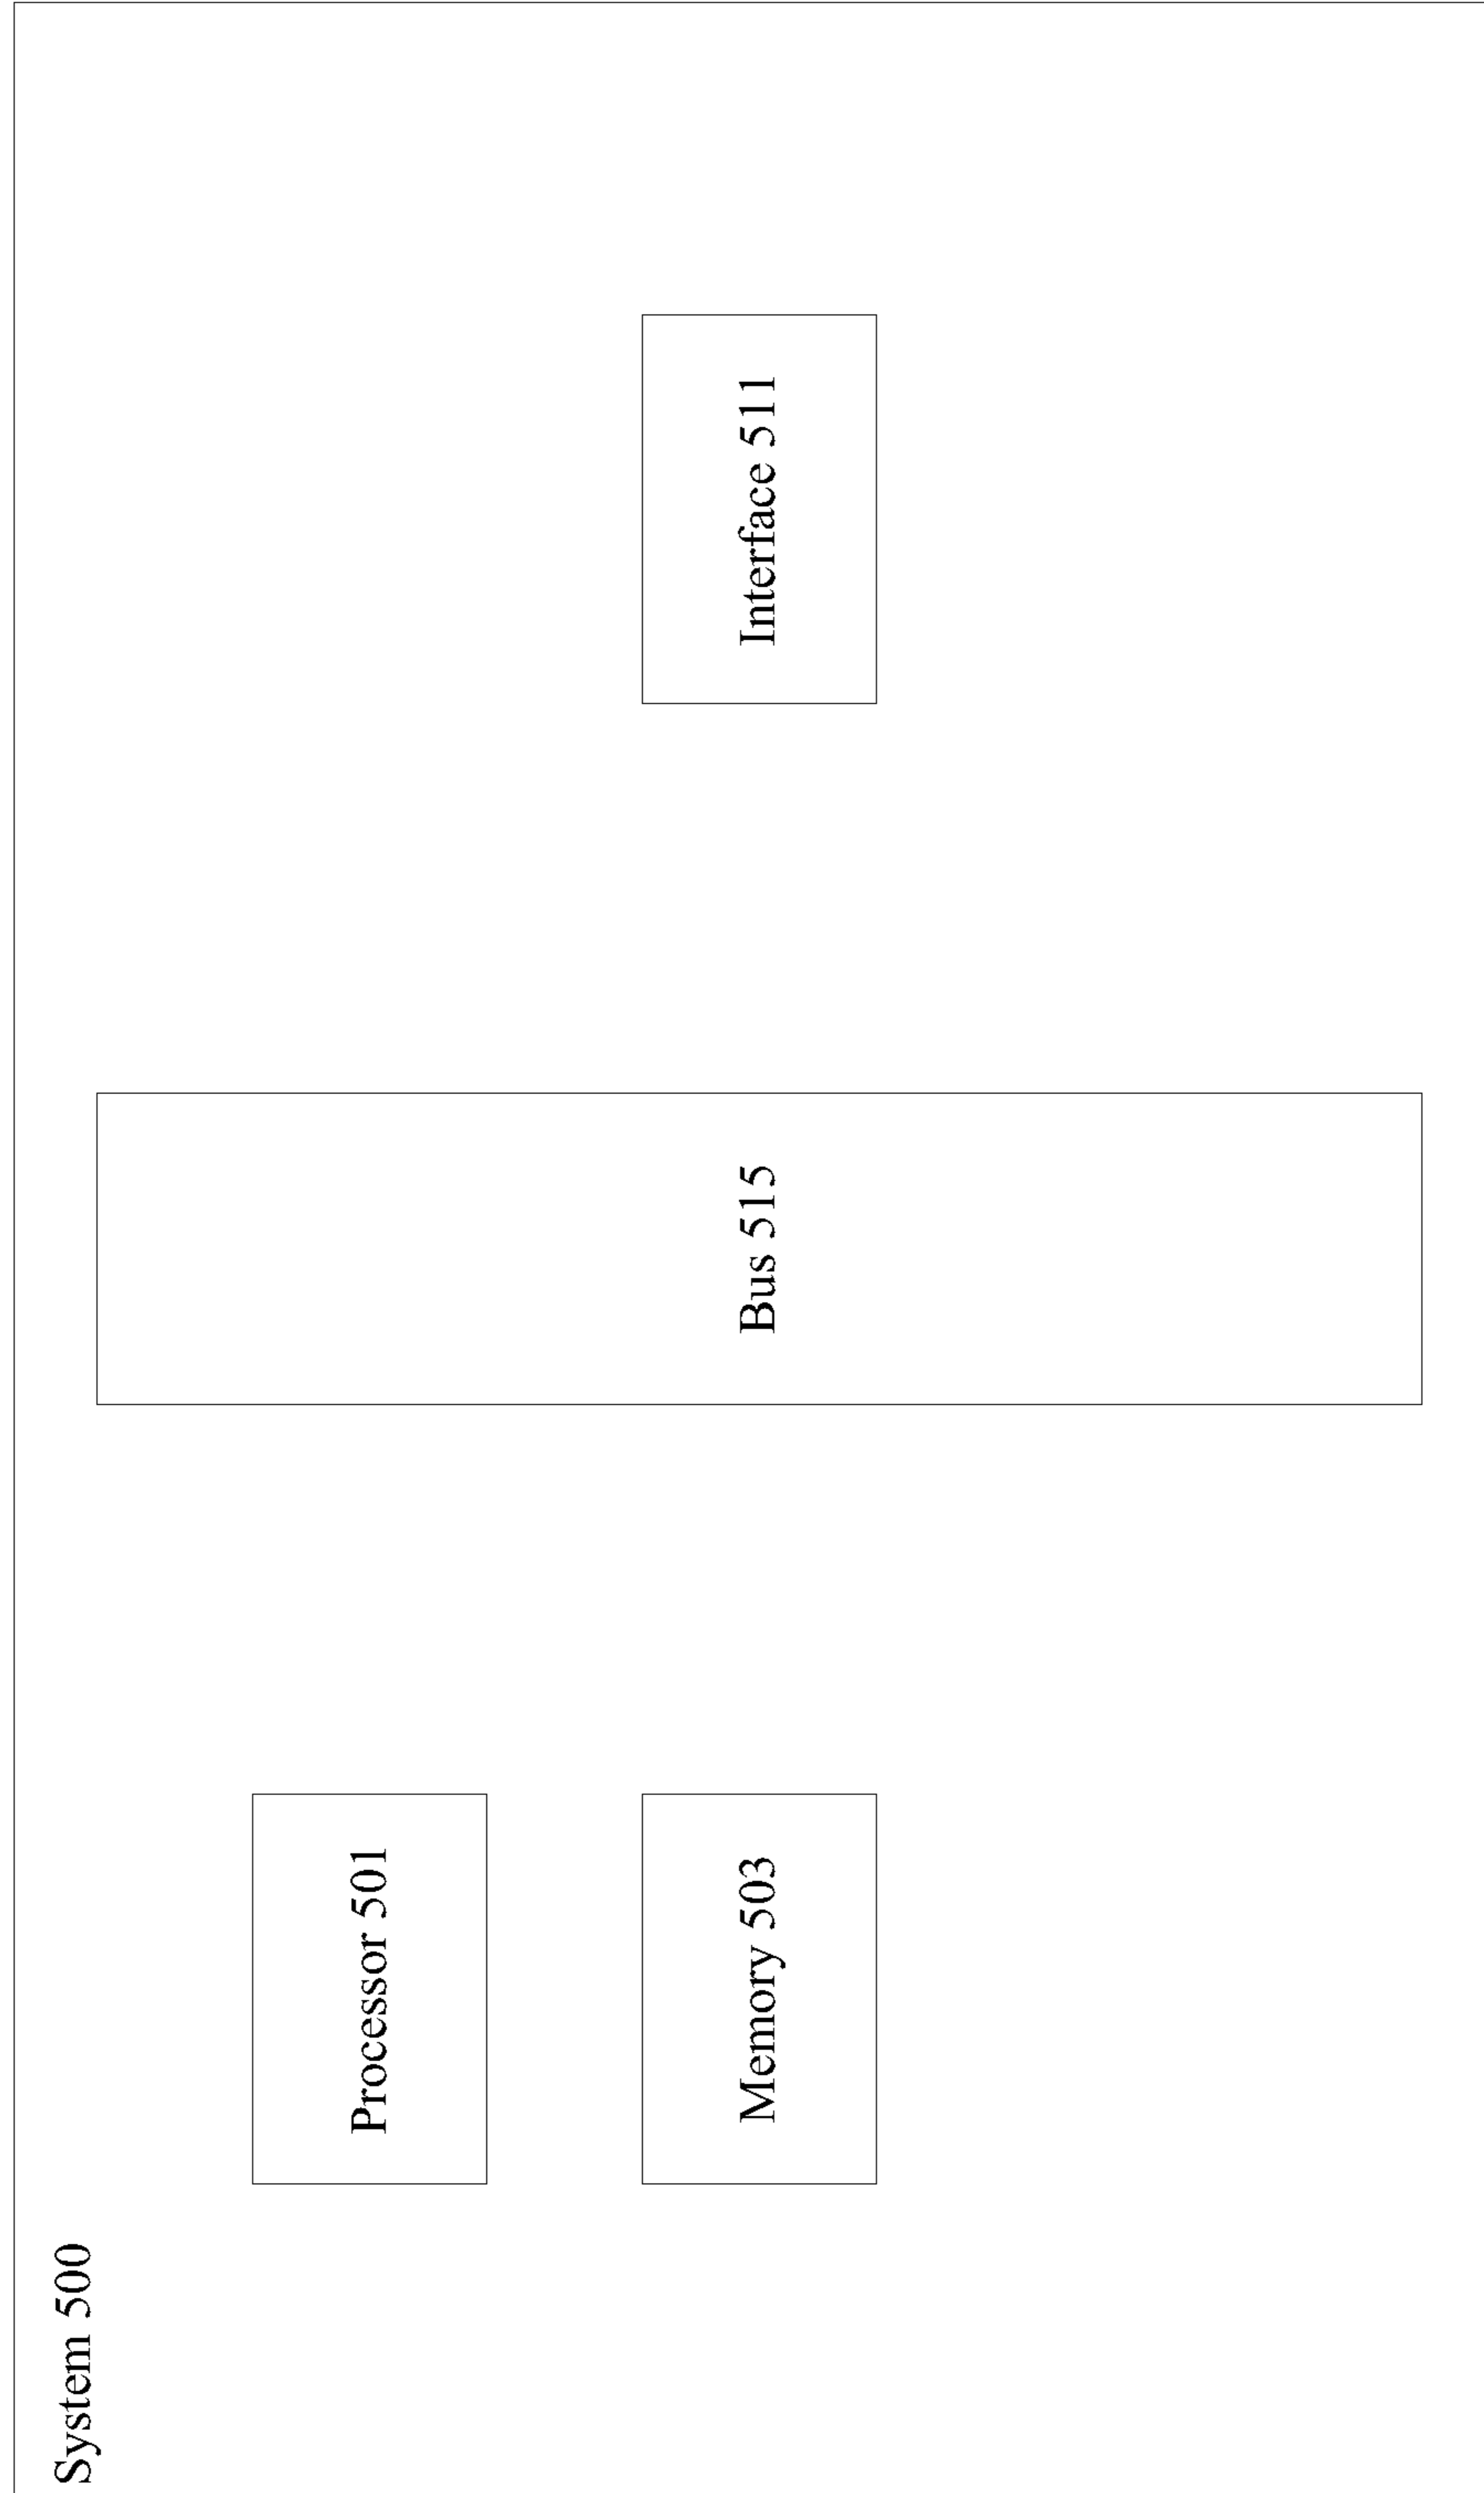 System 500
Processor 501
Memory 503
Bus 515
Interface 511